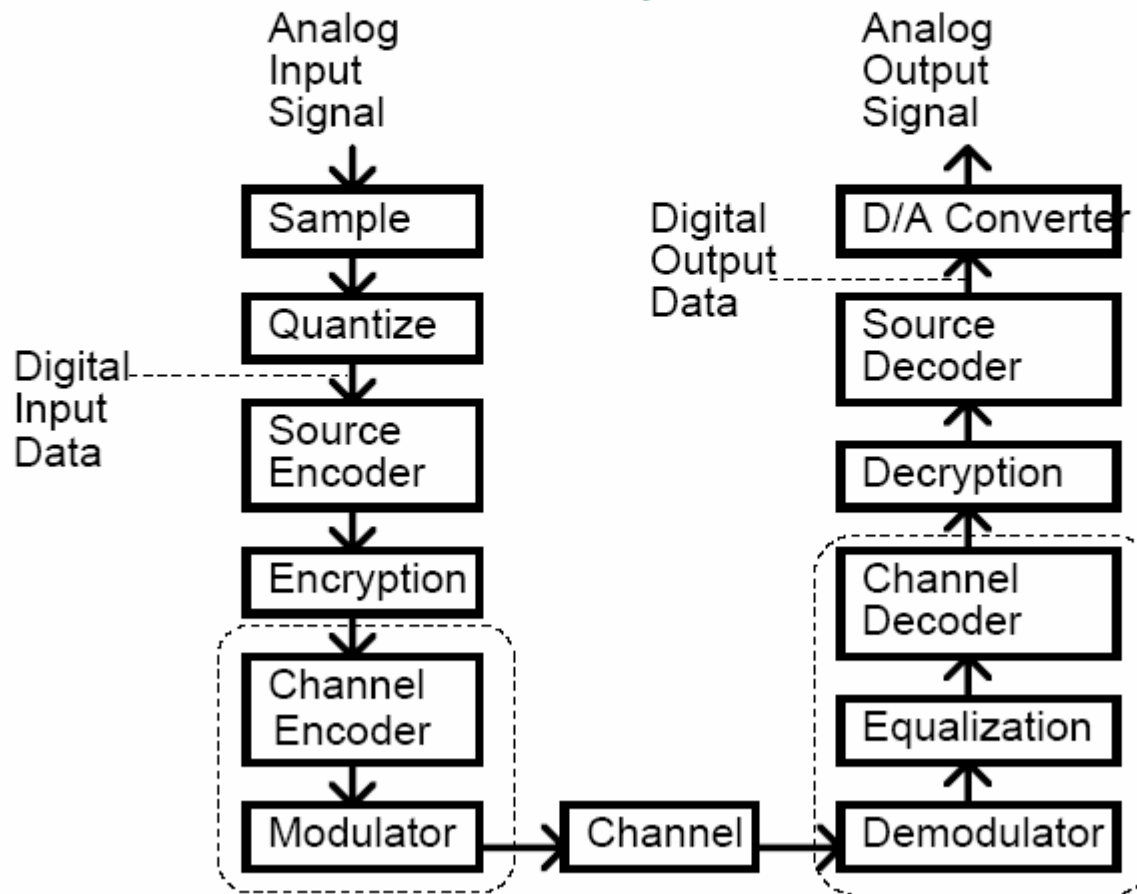 Analog
Input
Signal
Sample
Quantize
Digital
Input
Data
Source
Encoder
Encryption
Channel
Encoder
Modulator
Channel
Demodulator
Equalization
Channel
Decoder
Decryption
Source
Decoder
Digital
Output
Data
D/A Converter
Analog
Output
Signal